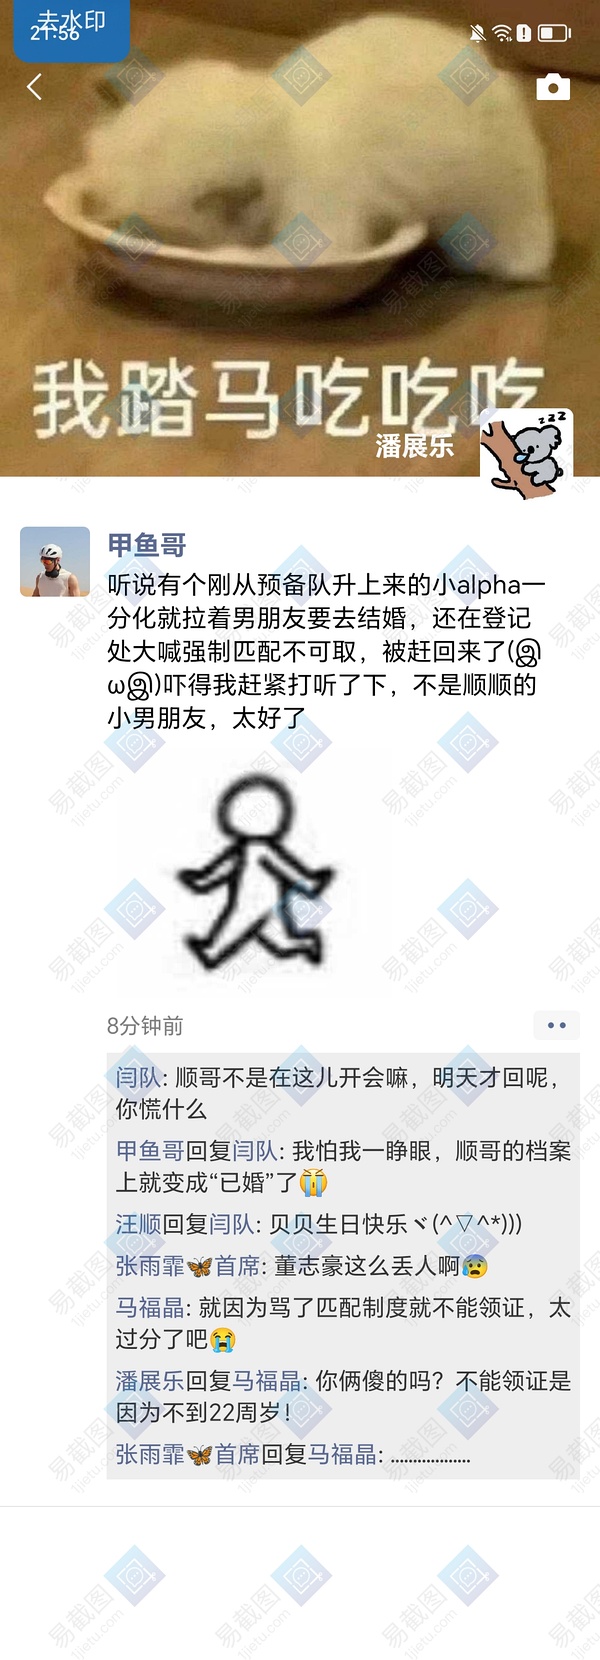 去水印
21:56
我踏马吃吃吃
潘展乐
zzz
甲鱼哥
听说有个刚从预备队升上来的小alpha一
分化就拉着男朋友要去结婚，还在登记
处大喊强制匹配不可取，被赶回来了(இ
ωஇ)吓得我赶紧打听了下，不是顺顺的
小男朋友，太好了
8分钟前
闫队: 顺哥不是在这儿开会嘛，明天才回呢，
你慌什么
甲鱼哥回复闫队: 我怕我一睁眼，顺哥的档案
上就变成“已婚”了😭
汪顺回复闫队: 贝贝生日快乐ヾ(^▽^*)))
张雨霏🦋首席: 董志豪这么丢人啊😰
马福晶: 就因为骂了匹配制度就不能领证，太
过分了吧😭
潘展乐回复马福晶: 你俩傻的吗？不能领证是
因为不到22周岁！
张雨霏🦋首席回复马福晶: ..................
易截图
1jietu.com